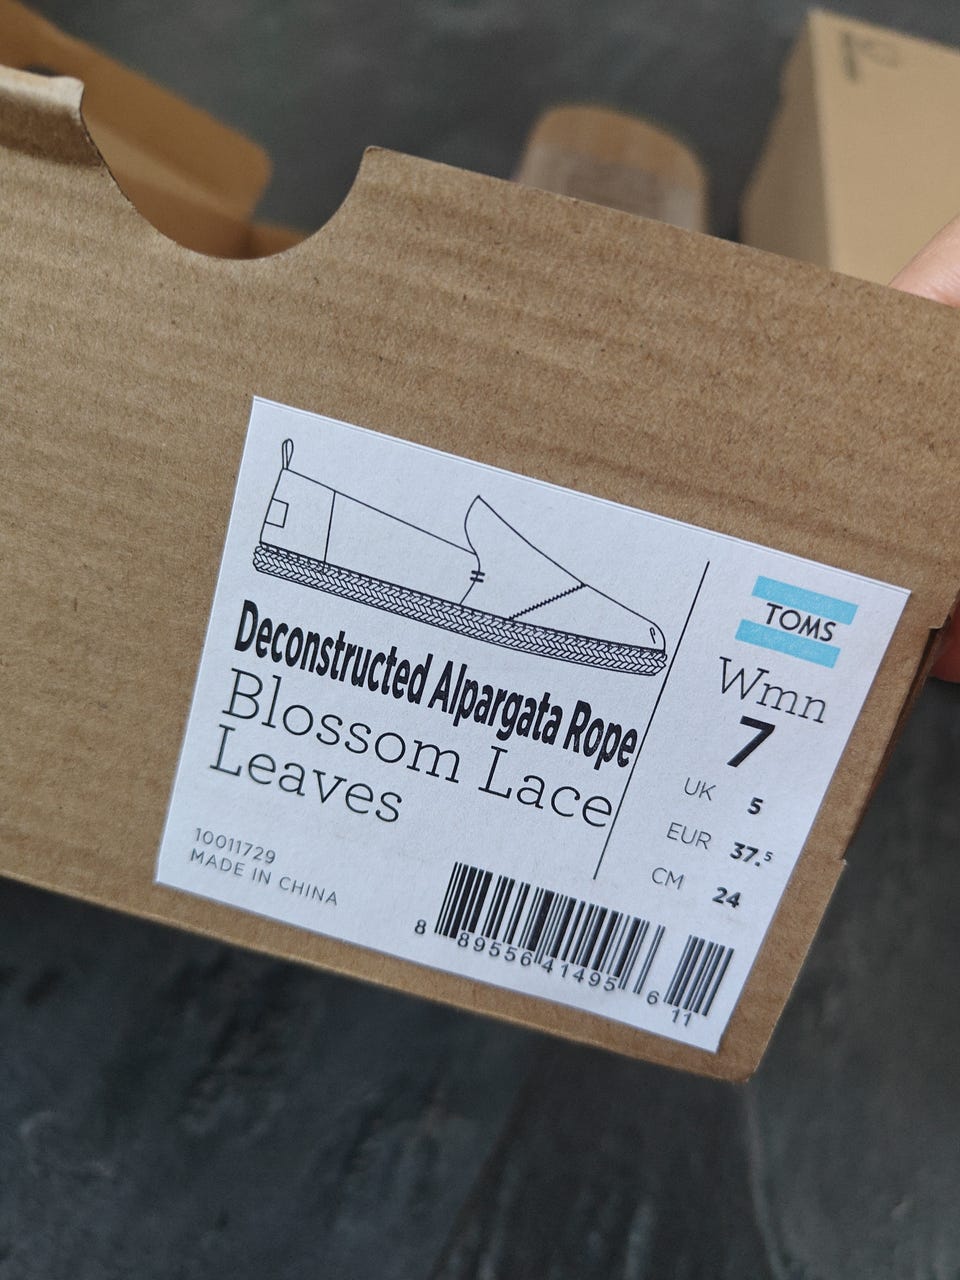 Deconstructed Alpargata Rope
Blossom Lace
Leaves
10011729
MADE IN CHINA
8 89556 41495 6 11
TOMS
Wmn
7
UK 5
EUR 37.5
CM 24